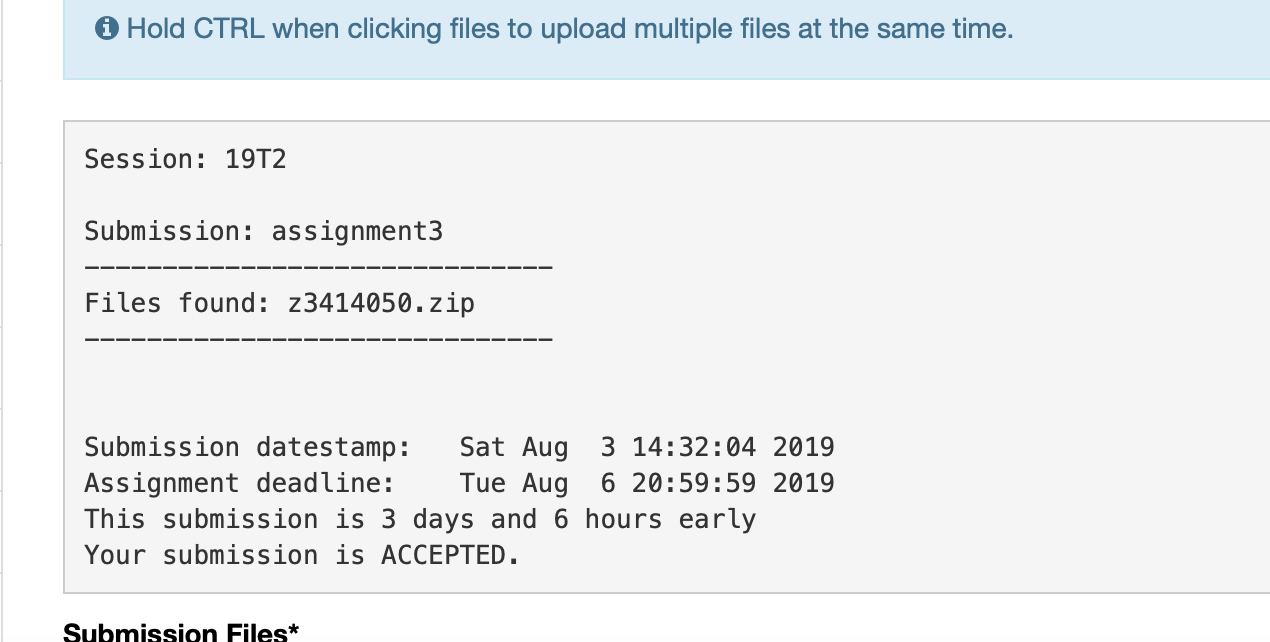 Hold CTRL when clicking files to upload multiple files at the same time.
Session: 19T2
Submission: assignment3
------------------------------
Files found: z3414050.zip
------------------------------
Submission datestamp:   Sat Aug  3 14:32:04 2019
Assignment deadline:    Tue Aug  6 20:59:59 2019
This submission is 3 days and 6 hours early
Your submission is ACCEPTED.
Submission Files*